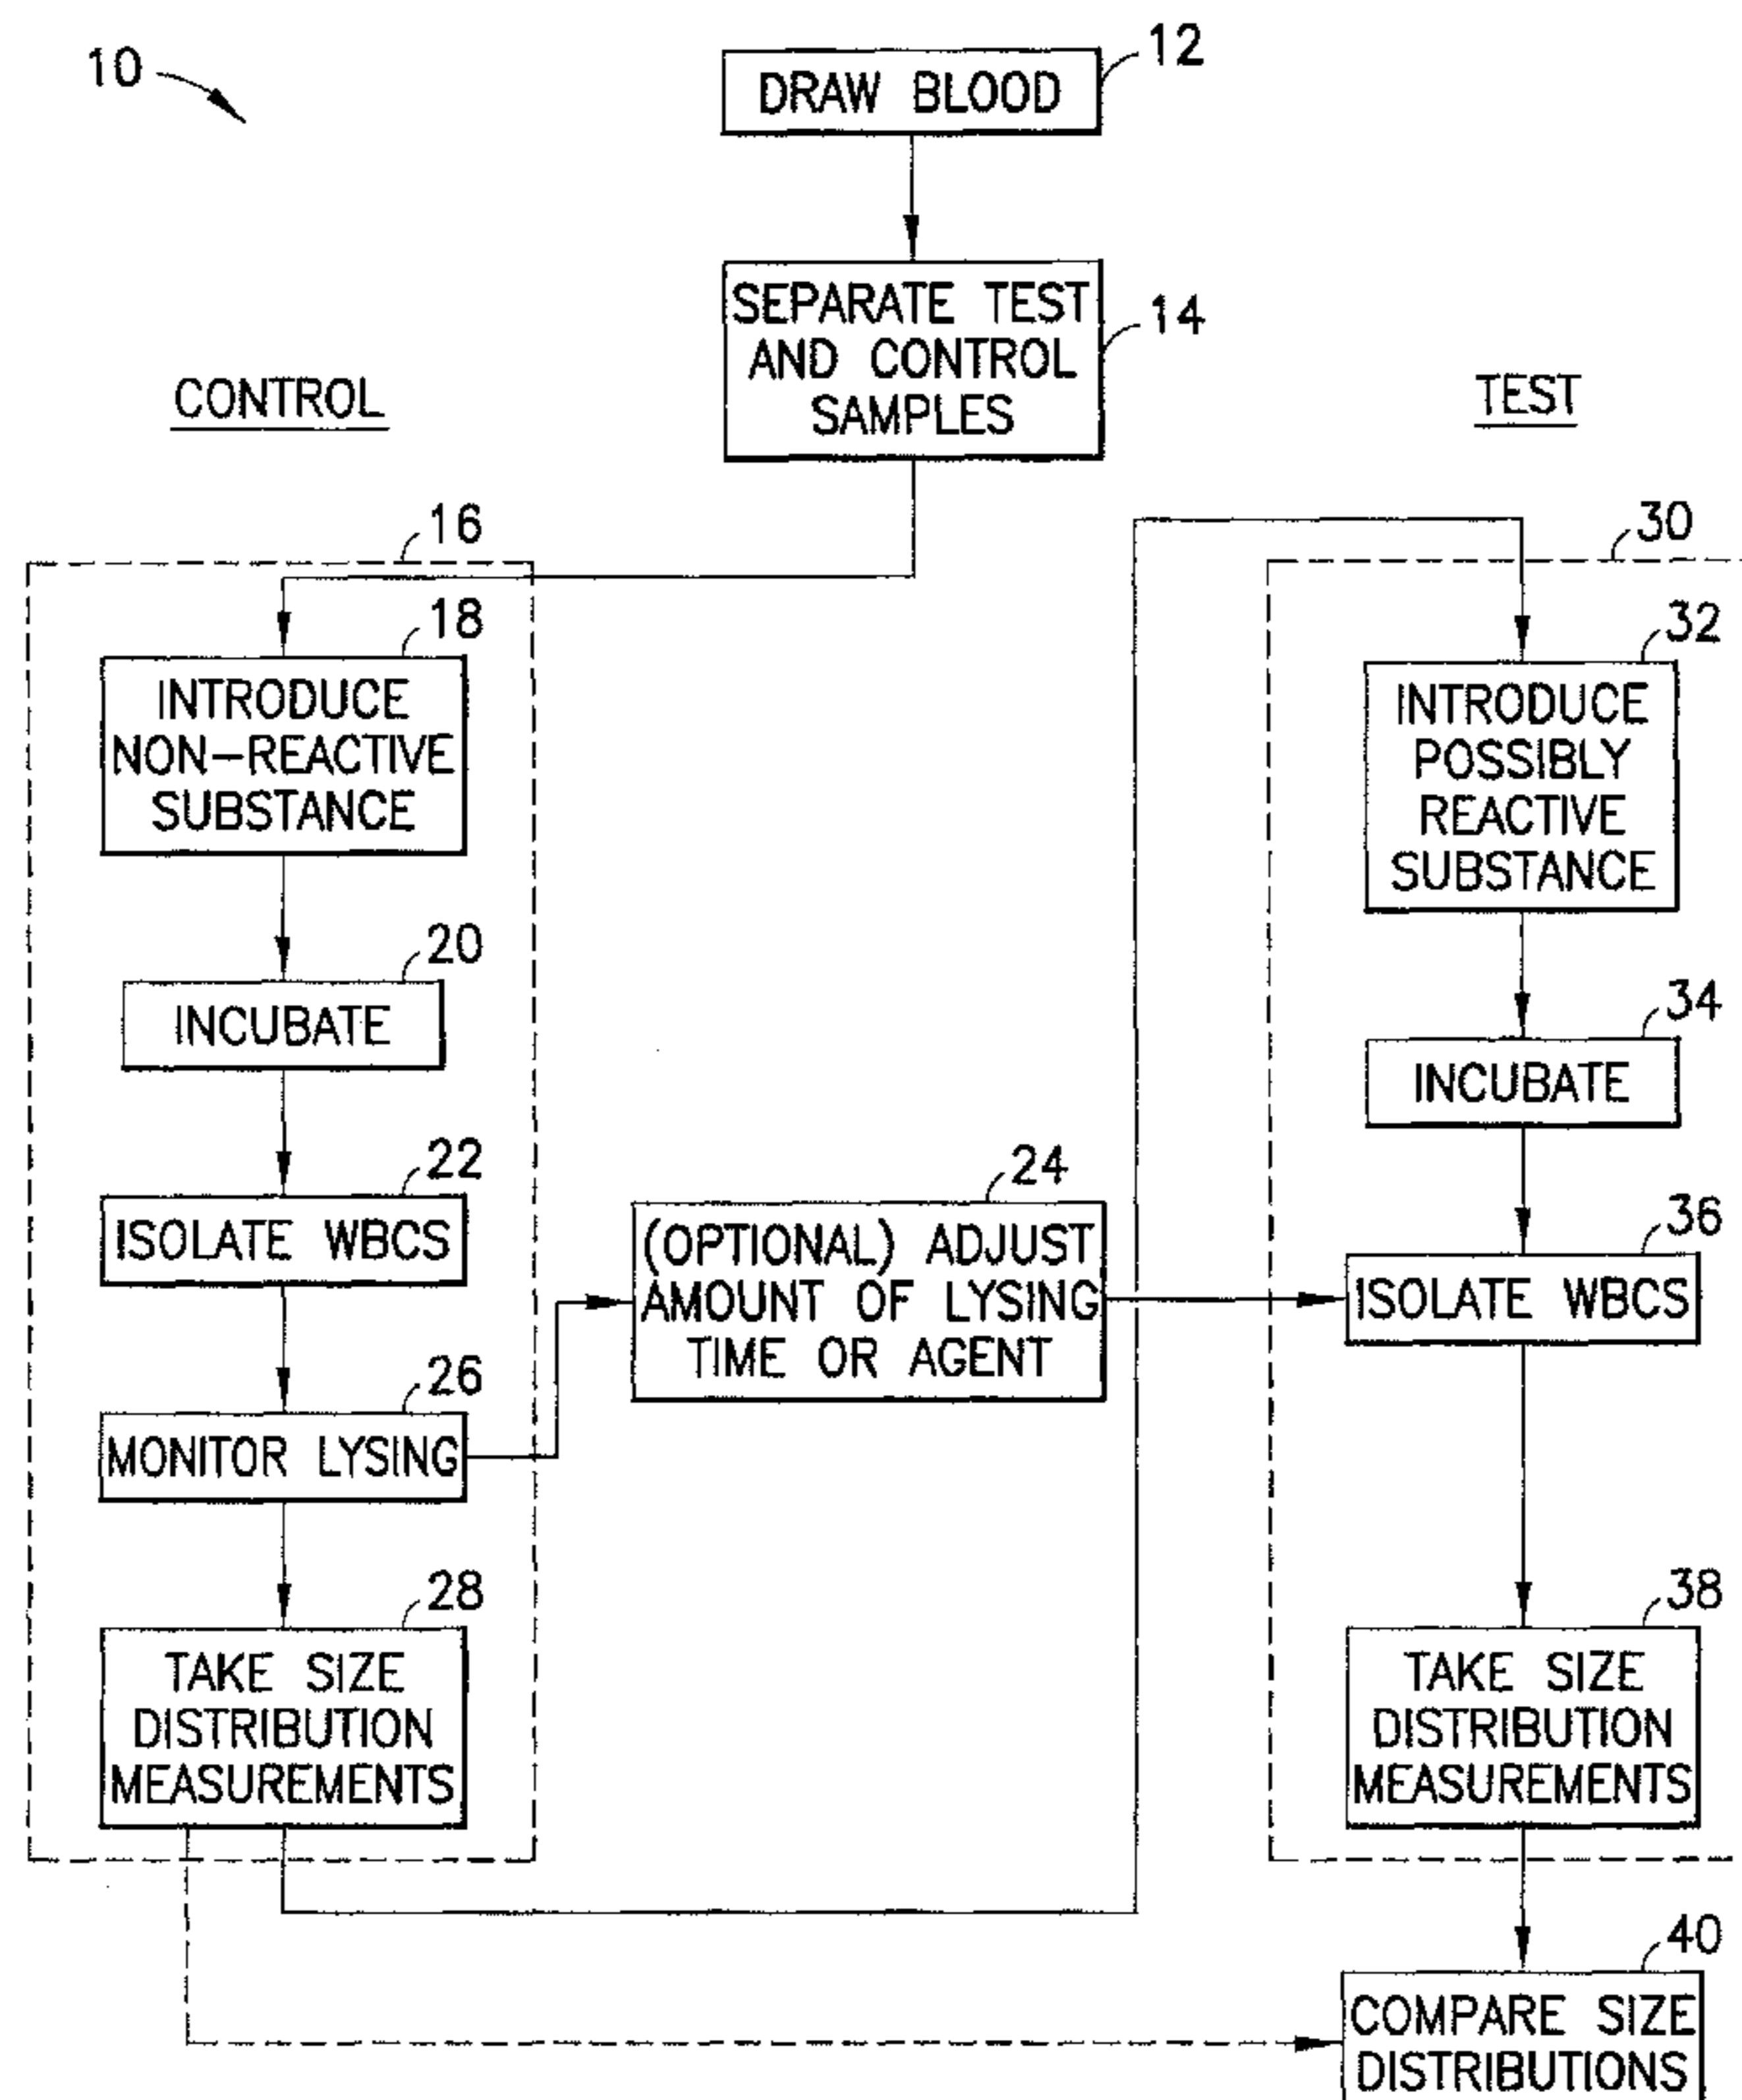 10
12
DRAW BLOOD
14
SEPARATE TEST
AND CONTROL
SAMPLES
CONTROL
TEST
16
18
INTRODUCE
NON-REACTIVE
SUBSTANCE
20
INCUBATE
22
ISOLATE WBCS
26
MONITOR LYSING
28
TAKE SIZE
DISTRIBUTION
MEASUREMENTS
24
(OPTIONAL) ADJUST
AMOUNT OF LYSING
TIME OR AGENT
30
32
INTRODUCE
POSSIBLY
REACTIVE
SUBSTANCE
34
INCUBATE
36
ISOLATE WBCS
38
TAKE SIZE
DISTRIBUTION
MEASUREMENTS
40
COMPARE SIZE
DISTRIBUTIONS